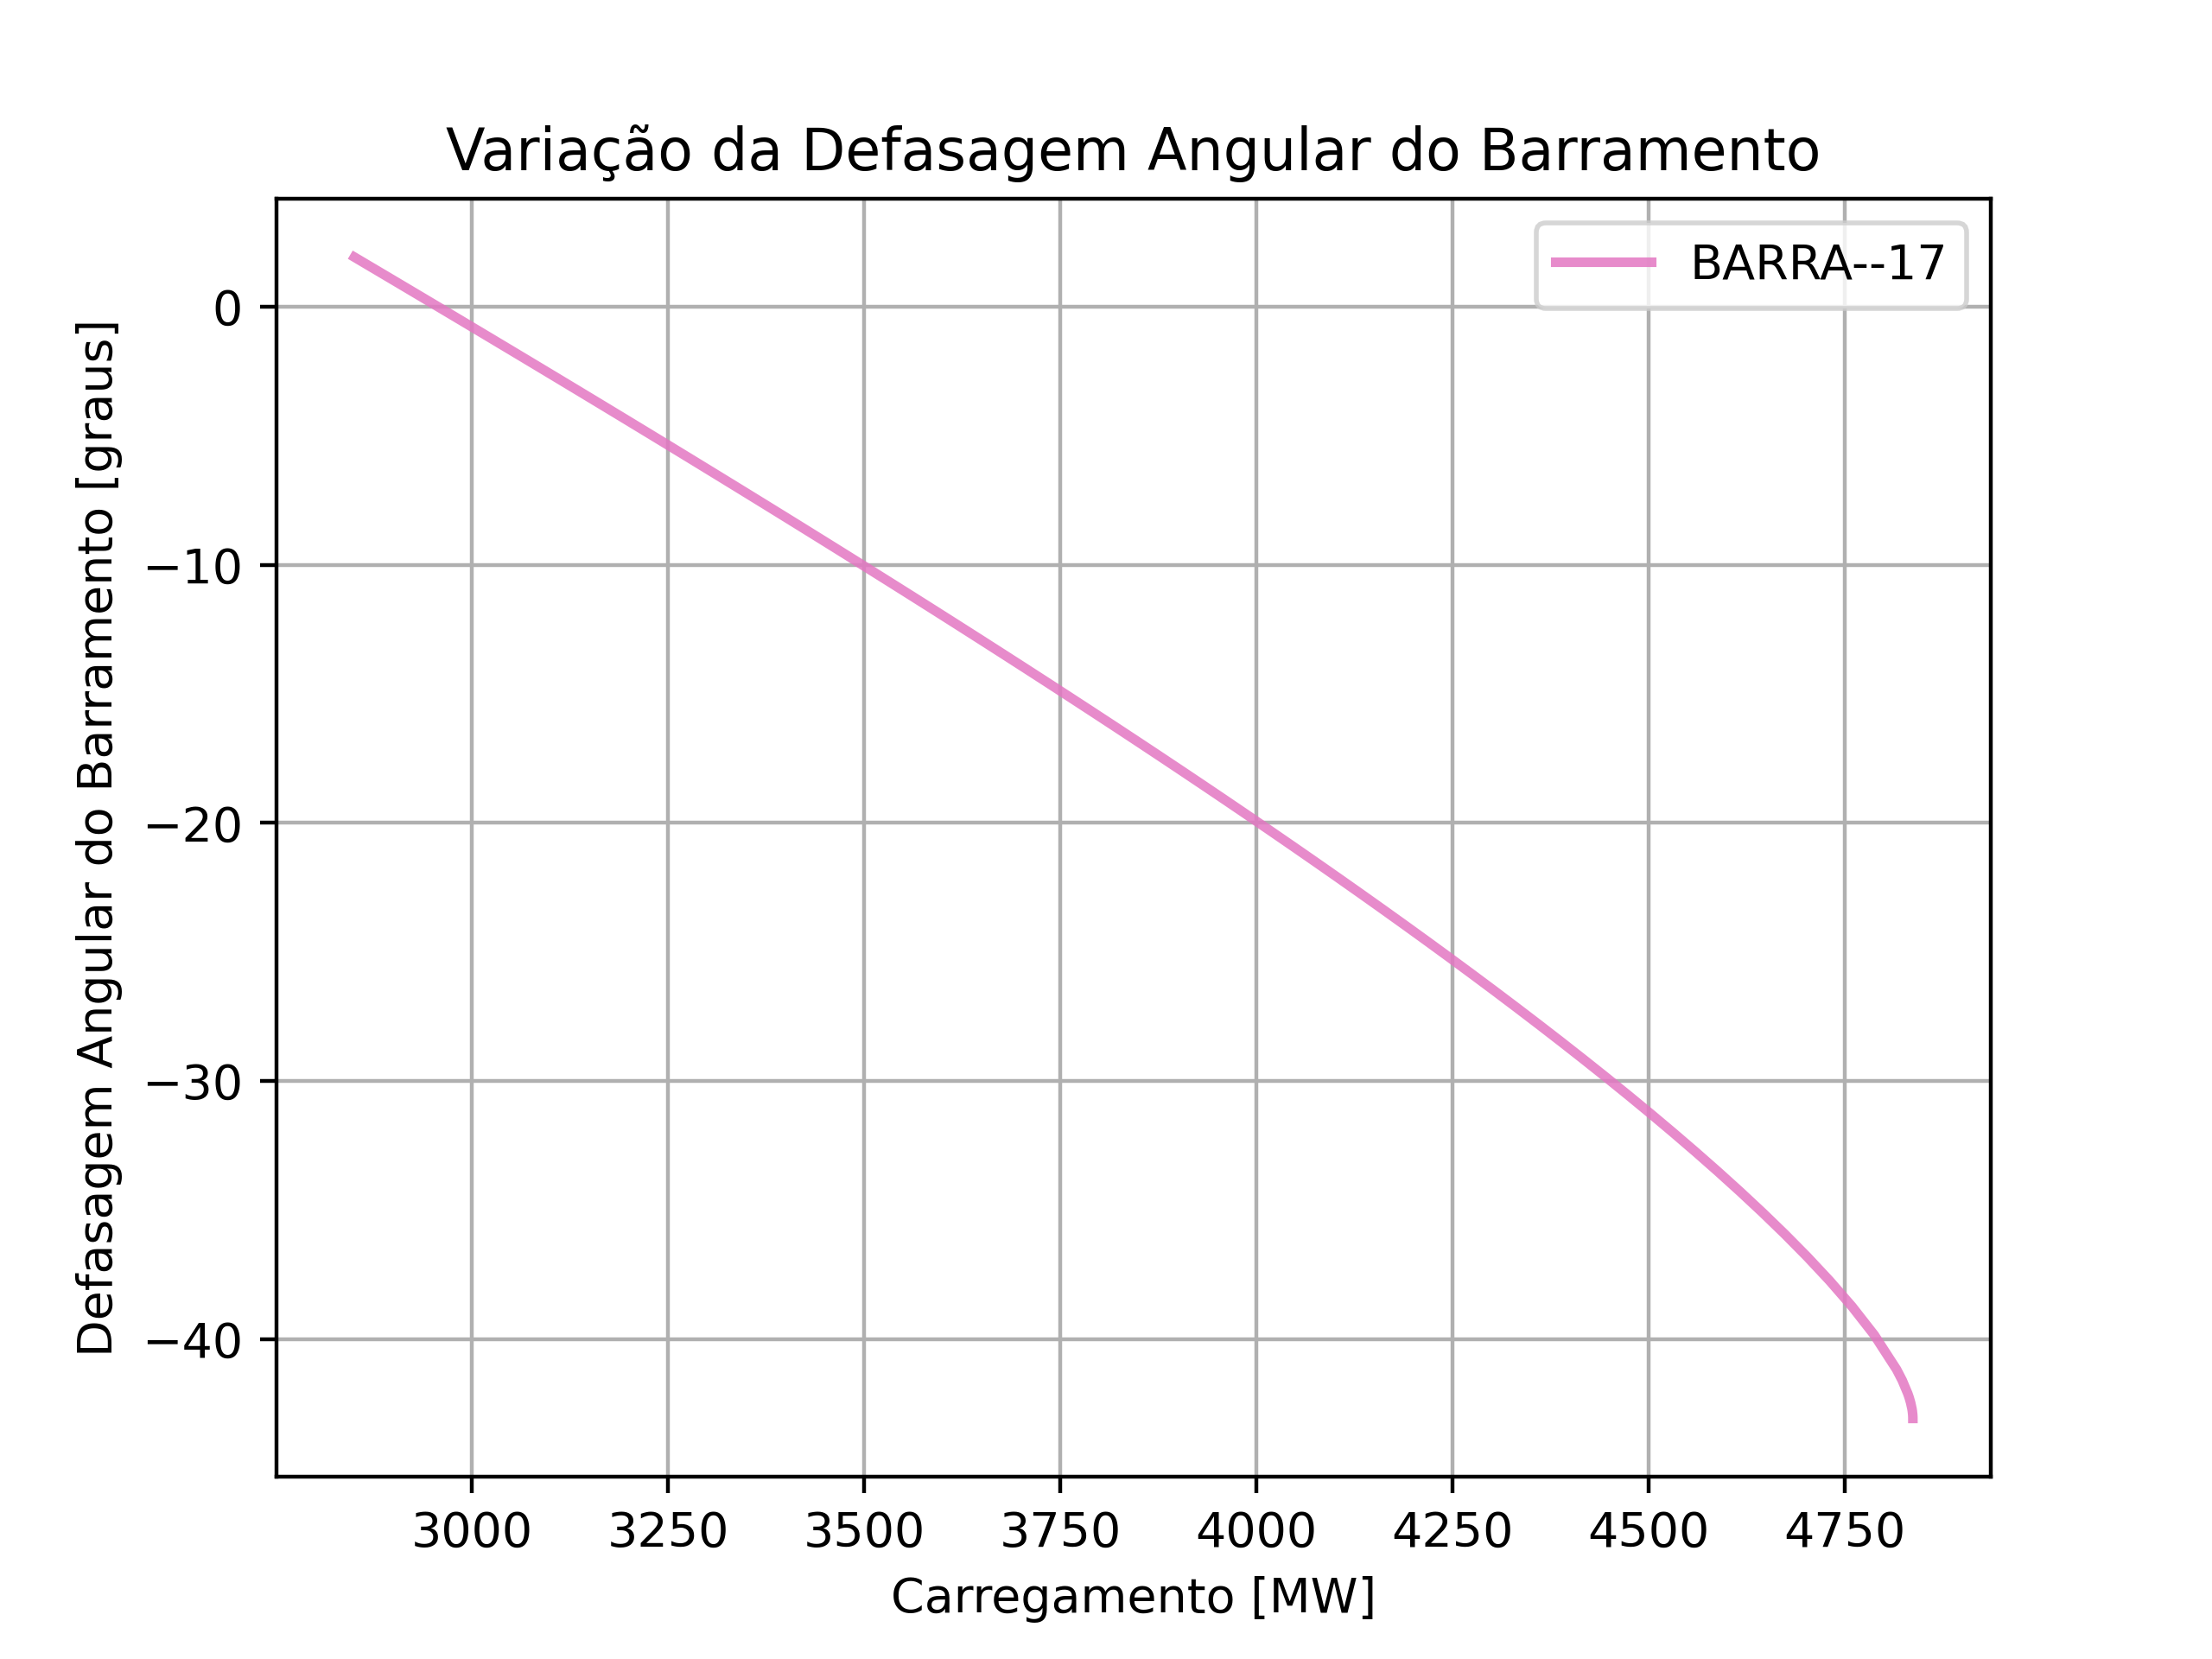 Variação da Defasagem Angular do Barramento
BARRA--17
Defasagem Angular do Barramento [graus]
0
−10
−20
−30
−40
3000 3250 3500 3750 4000 4250 4500 4750
Carregamento [MW]